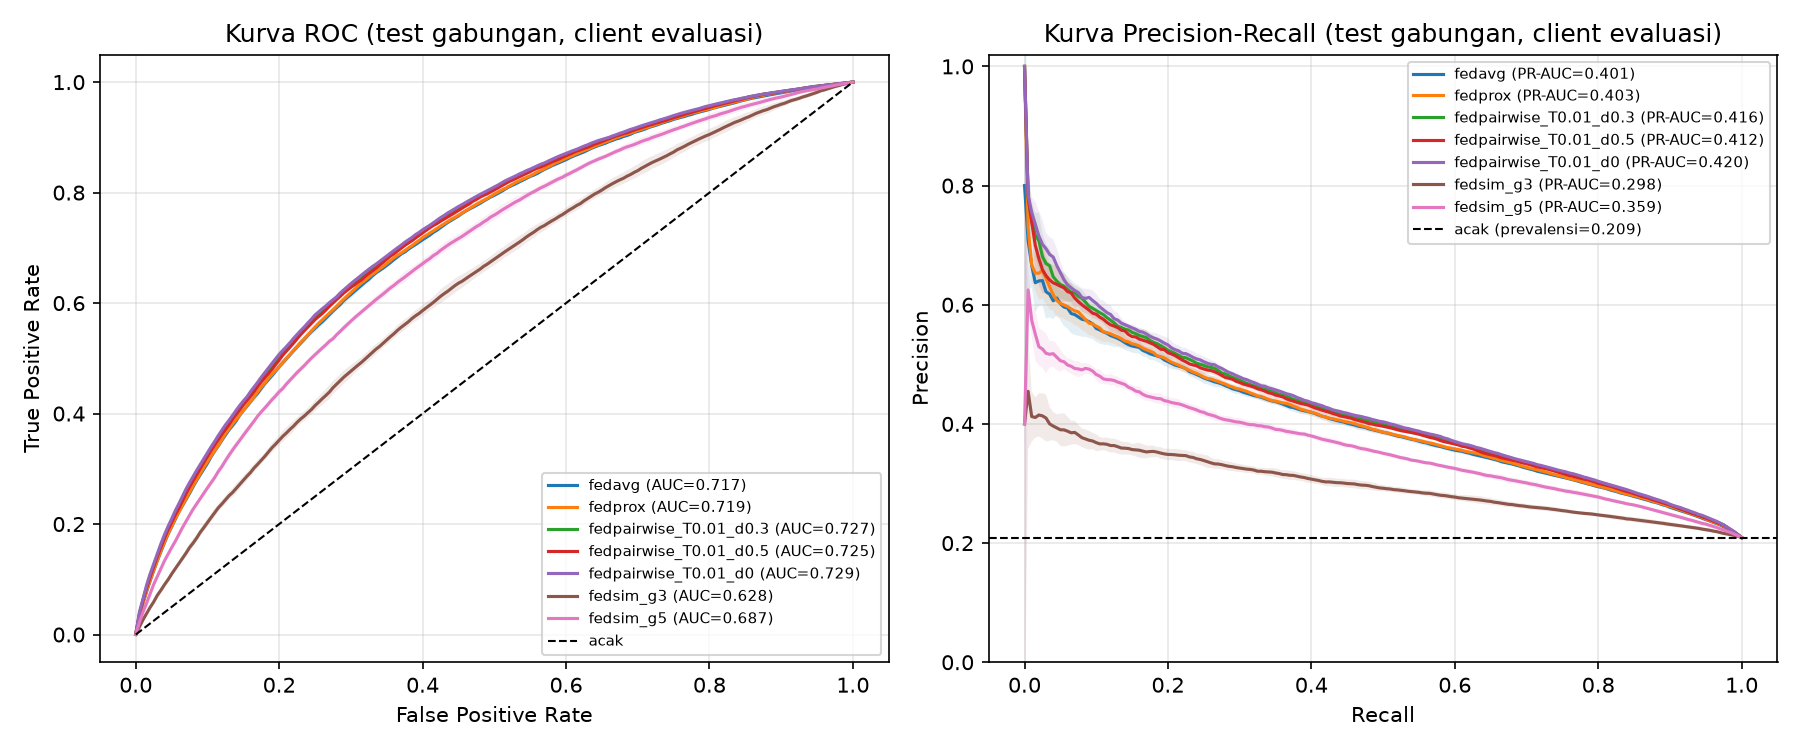 Kurva ROC (test gabungan, client evaluasi)
True Positive Rate
1.0
0.8
0.6
0.4
0.2
0.0
fedavg (AUC=0.717)
fedprox (AUC=0.719)
fedpairwise_T0.01_d0.3 (AUC=0.727)
fedpairwise_T0.01_d0.5 (AUC=0.725)
fedpairwise_T0.01_d0 (AUC=0.729)
fedsim_g3 (AUC=0.628)
fedsim_g5 (AUC=0.687)
acak
0.0 0.2 0.4 0.6 0.8 1.0
False Positive Rate
Kurva Precision-Recall (test gabungan, client evaluasi)
Precision
1.0
0.8
0.6
0.4
0.2
0.0
fedavg (PR-AUC=0.401)
fedprox (PR-AUC=0.403)
fedpairwise_T0.01_d0.3 (PR-AUC=0.416)
fedpairwise_T0.01_d0.5 (PR-AUC=0.412)
fedpairwise_T0.01_d0 (PR-AUC=0.420)
fedsim_g3 (PR-AUC=0.298)
fedsim_g5 (PR-AUC=0.359)
acak (prevalensi=0.209)
0.0 0.2 0.4 0.6 0.8 1.0
Recall